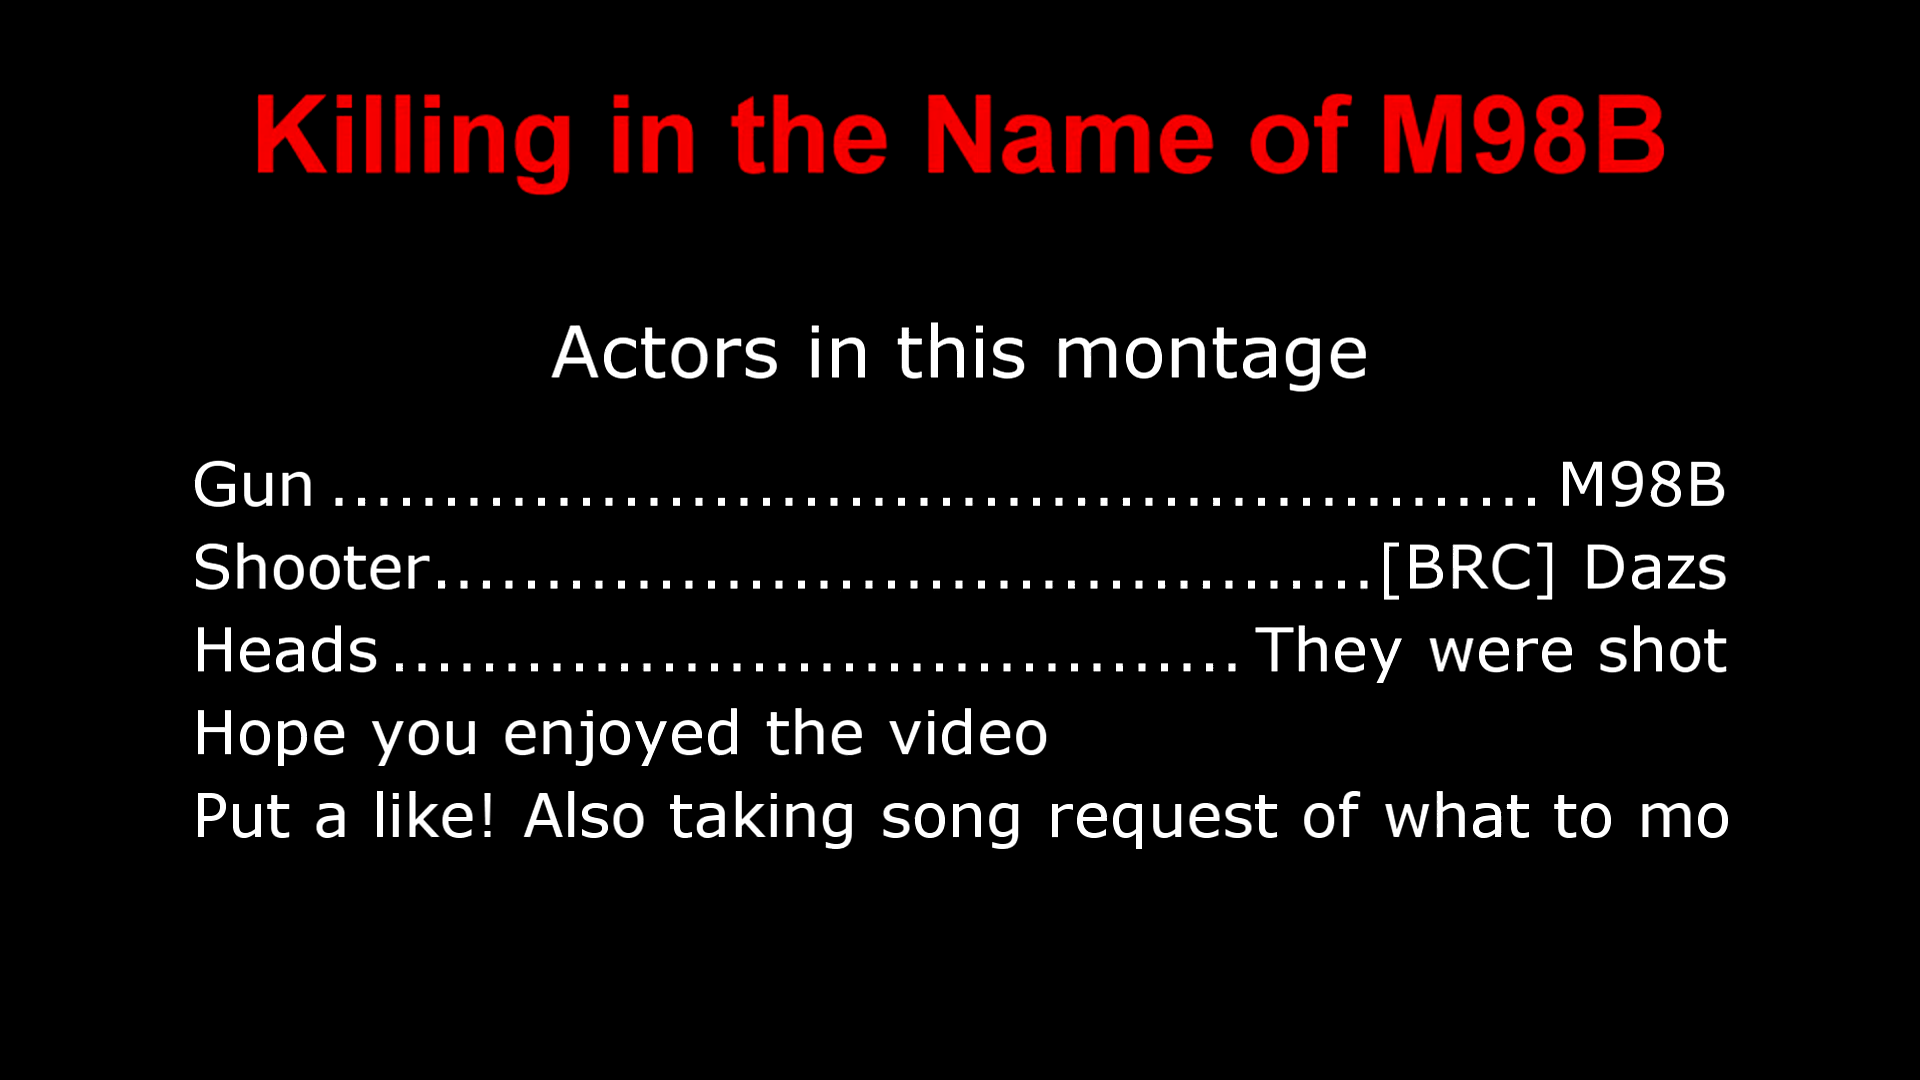 Killing in the Name of M98B
Actors in this montage
Gun ...................................................... M98B
Shooter..........................................[BRC] Dazs
Heads ...................................... They were shot
Hope you enjoyed the video
Put a like! Also taking song request of what to mo